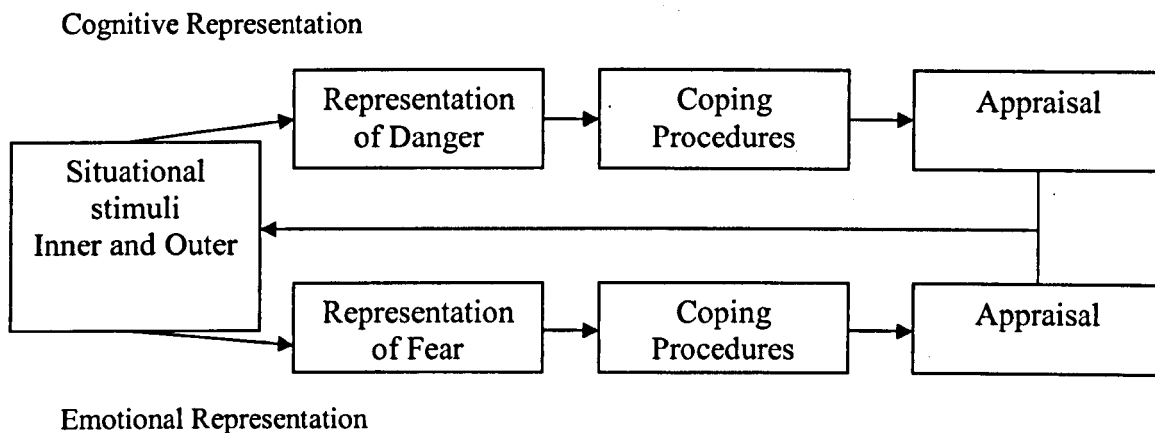 Cognitive Representation
Representation
of Danger
Coping
Procedures
Appraisal
Situational
stimuli
Inner and Outer
Representation
of Fear
Coping
Procedures
Appraisal
Emotional Representation